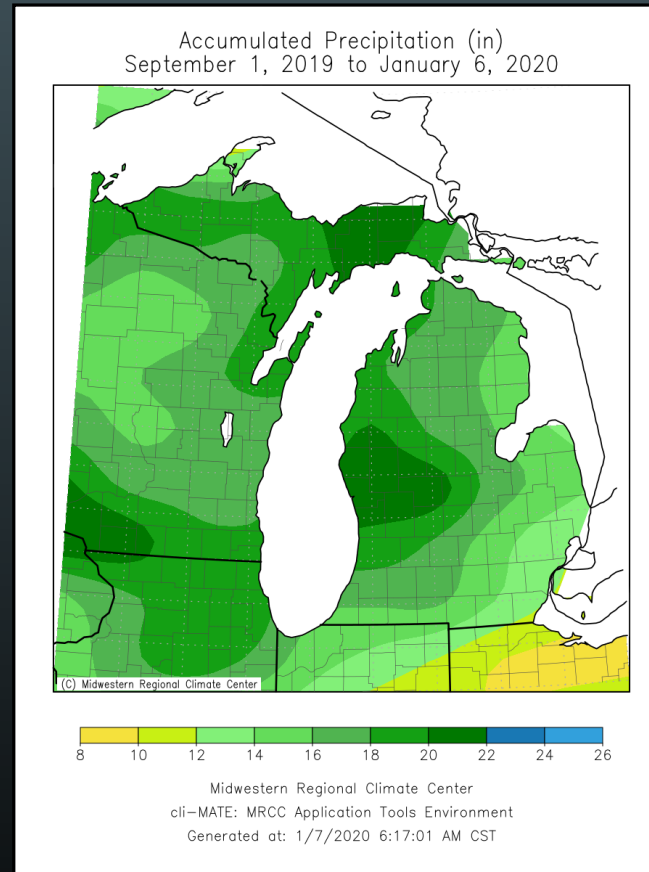 Accumulated Precipitation (in)
September 1, 2019 to January 6, 2020
(C) Midwestern Regional Climate Center
8 10 12 14 16 18 20 22 24 26
Midwestern Regional Climate Center
cli-MATE: MRCC Application Tools Environment
Generated at: 1/7/2020 6:17:01 AM CST